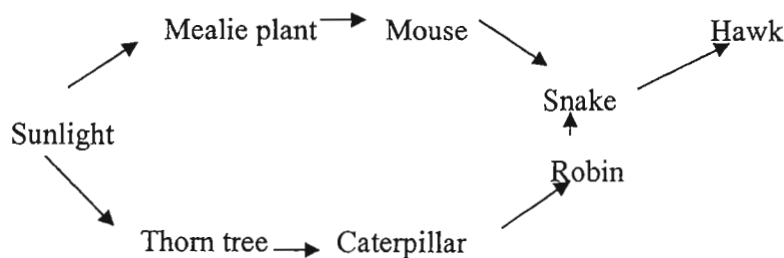 Mealie plant
Mouse
Hawk
Snake
Sunlight
Robin
Thorn tree
Caterpillar